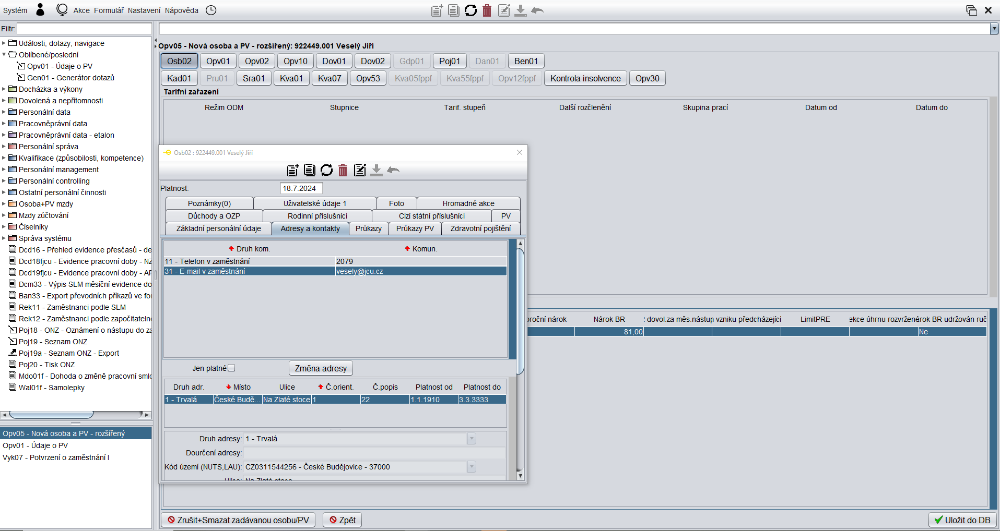 Systém Akce Formulář Nastavení Nápověda
Filtr:
Události, dotazy, navigace
Oblíbené/poslední
Opv01 - Údaje o PV
Gen01 - Generátor dotazů
Docházka a výkony
Dovolená a nepřítomnosti
Personální data
Pracovněprávní data
Pracovněprávní data - etalon
Personální správa
Kvalifikace (způsobilosti, kompetence)
Personální management
Personální controlling
Ostatní personální činnosti
Osoba+PV mzdy
Mzdy zúčtování
Číselníky
Správa systému
Dcd16 - Přehled evidence přesčasů - de
Dcd18fjcu - Evidence pracovní doby - NZ
Dcd19fjcu - Evidence pracovní doby - AF
Dcm33 - Výpis SLM měsíční evidence do
Ban33 - Export převodních příkazů ve for
Rek11 - Zaměstnanci podle SLM
Rek12 - Zaměstnanci podle započitateln
Poj18 - ONZ - Oznámení o nástupu do za
Poj19 - Seznam ONZ
Poj19a - Seznam ONZ - Export
Poj20 - Tisk ONZ
Mdo01f - Dohoda o změně pracovní smlo
Wal01f - Samolepky
Opv05 - Nová osoba a PV - rozšířený
Opv01 - Údaje o PV
Vyk07 - Potvrzení o zaměstnání I
Opv05 - Nová osoba a PV - rozšířený: 922449.001 Veselý Jiří
Osb02 Opv01 Opv02 Opv10 Dov01 Dov02 Gdp01 Poj01 Dan01 Ben01
Kad01 Pru01 Sra01 Kva01 Kva07 Opv53 Kva05fppf Kva55fppf Opv12fppf Kontrola insolvence Opv30
Tarifní zařazení
Režim ODM Stupnice Tarif. stupeň Další rozčlenění Skupina prací Datum od Datum do
Osb02 : 922449.001 Veselý Jiří
Platnost: 18.7.2024
Poznámky(0) Uživatelské údaje 1 Foto Hromadné akce
Důchody a OZP Rodinní příslušníci Cizí státní příslušníci PV
Základní personální údaje Adresy a kontakty Průkazy Průkazy PV Zdravotní pojištění
Druh kom. Komun.
11 - Telefon v zaměstnání 2079
31 - E-mail v zaměstnání vesely@jcu.cz
Jen platné Změna adresy
Druh adr. Místo Ulice Č.orient. Č.popis Platnost od Platnost do
1 - Trvalá České Budě... Na Zlaté stoce 1 22 1.1.1910 3.3.3333
Druh adresy: 1 - Trvalá
Dourčení adresy:
Kód území (NUTS,LAU): CZ0311544256 - České Budějovice - 37000
Ulice: Na Zlaté stoce
oroční nárok Nárok BR dovol.za měs.nástup vzniku předcházející LimitPRE ekce úhrnu rozvržen árok BR udržován ruč
81,00 Ne
Zrušit+Smazat zadávanou osobu/PV Zpět Uložit do DB